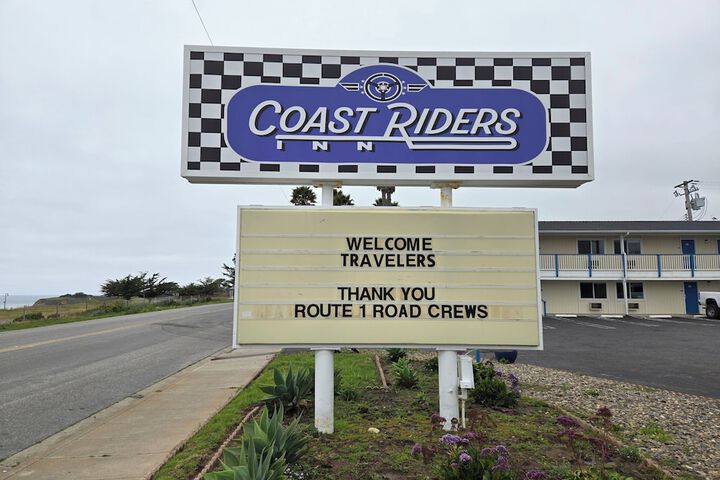 COAST RIDERS
INN
WELCOME
TRAVELERS
THANK YOU
ROUTE 1 ROAD CREWS